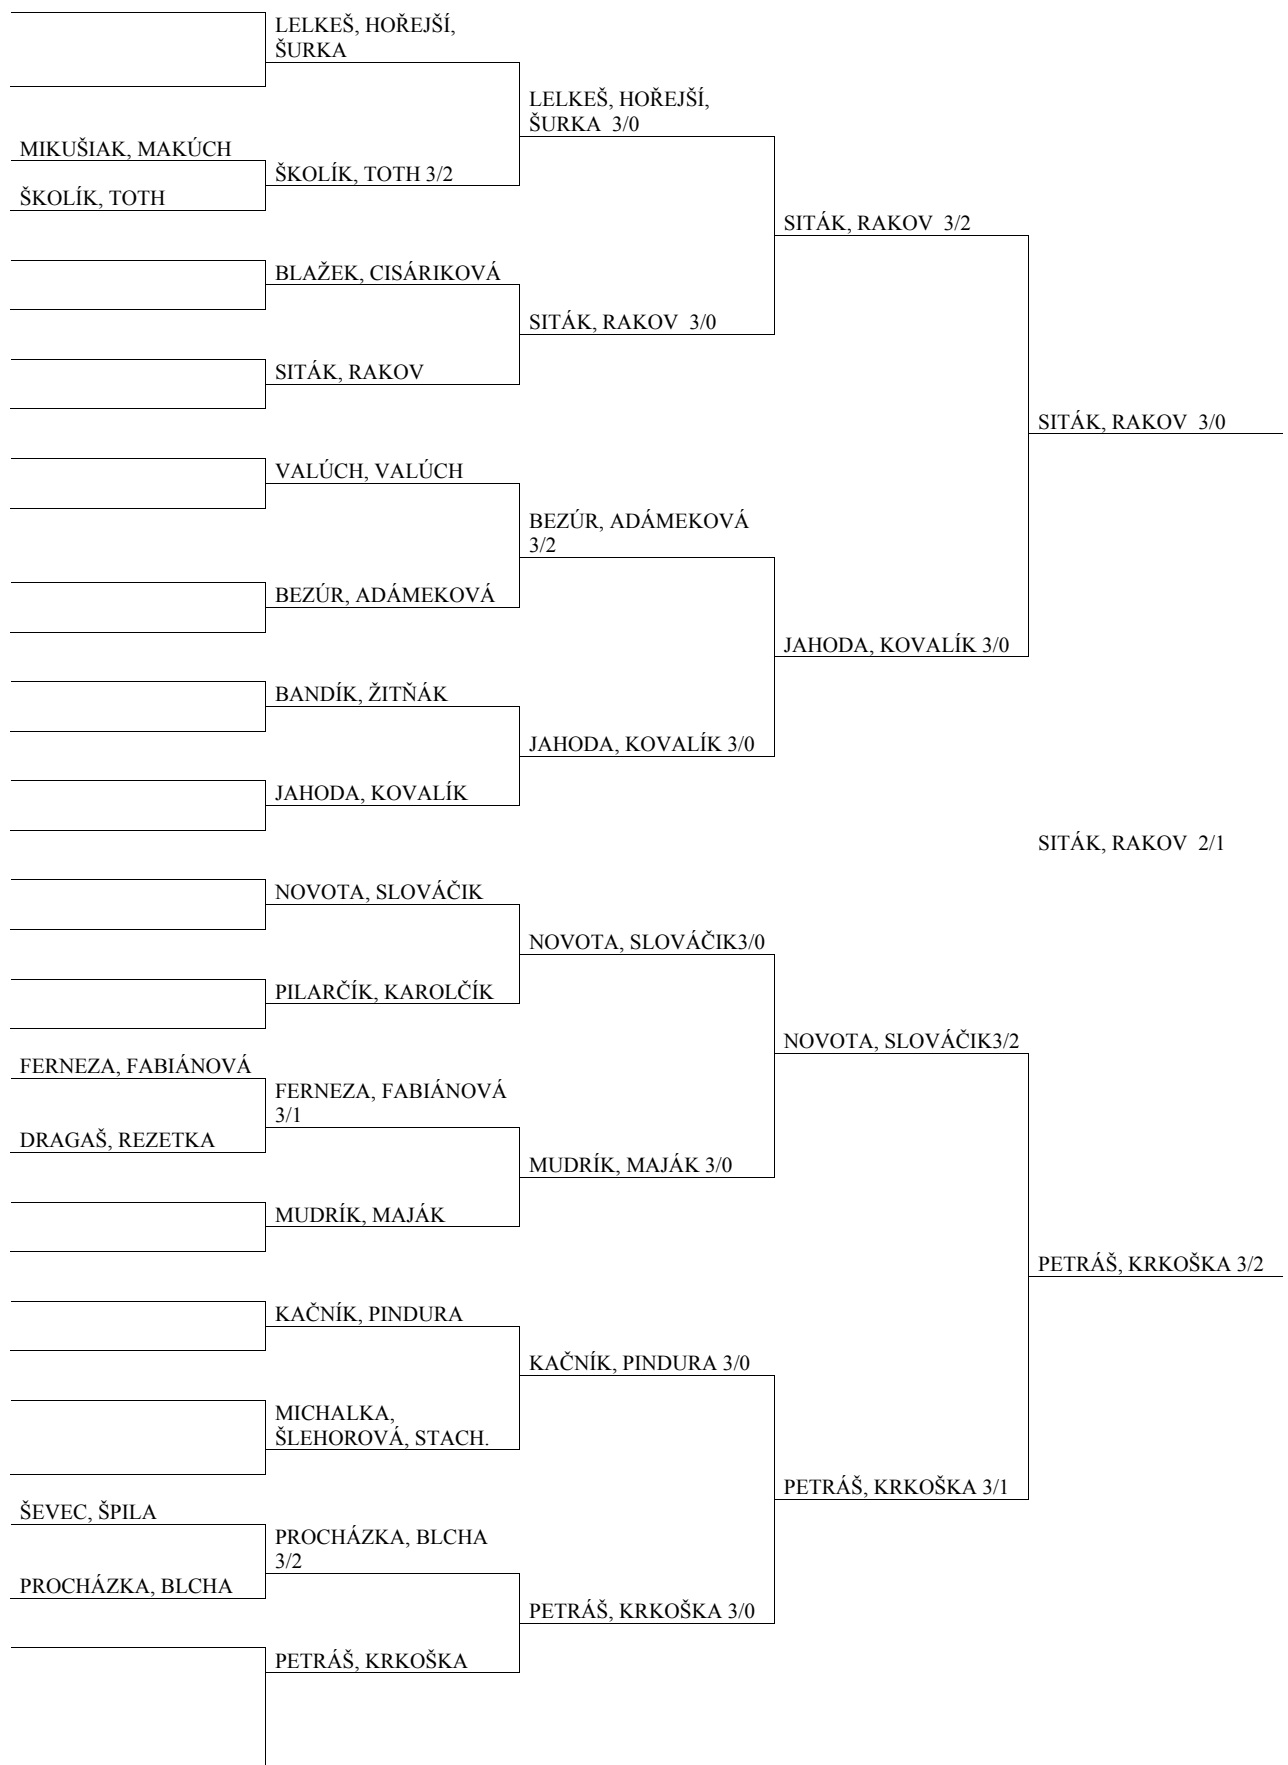 LELKEŠ, HOŘEJŠÍ,
ŠURKA
LELKEŠ, HOŘEJŠÍ,
ŠURKA  3/0
MIKUŠIAK, MAKÚCH
ŠKOLÍK, TOTH 3/2
ŠKOLÍK, TOTH
SITÁK, RAKOV  3/2
BLAŽEK, CISÁRIKOVÁ
SITÁK, RAKOV  3/0
SITÁK, RAKOV
SITÁK, RAKOV  3/0
VALÚCH, VALÚCH
BEZÚR, ADÁMEKOVÁ
3/2
BEZÚR, ADÁMEKOVÁ
JAHODA, KOVALÍK 3/0
BANDÍK, ŽITŇÁK
JAHODA, KOVALÍK 3/0
JAHODA, KOVALÍK
SITÁK, RAKOV  2/1
NOVOTA, SLOVÁČIK
NOVOTA, SLOVÁČIK3/0
PILARČÍK, KAROLČÍK
NOVOTA, SLOVÁČIK3/2
FERNEZA, FABIÁNOVÁ
FERNEZA, FABIÁNOVÁ
3/1
DRAGAŠ, REZETKA
MUDRÍK, MAJÁK 3/0
MUDRÍK, MAJÁK
PETRÁŠ, KRKOŠKA 3/2
KAČNÍK, PINDURA
KAČNÍK, PINDURA 3/0
MICHALKA,
ŠLEHOROVÁ, STACH.
PETRÁŠ, KRKOŠKA 3/1
ŠEVEC, ŠPILA
PROCHÁZKA, BLCHA
3/2
PROCHÁZKA, BLCHA
PETRÁŠ, KRKOŠKA 3/0
PETRÁŠ, KRKOŠKA